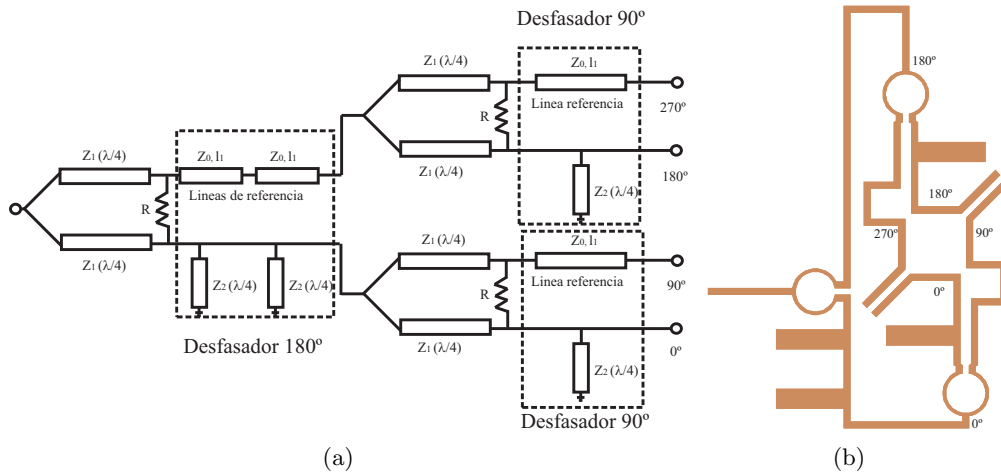 Desfasador 90º
Z1 (λ/4)
Z0, l1
Linea referencia
270º
R
Z1 (λ/4)
180º
Z2 (λ/4)
Z1 (λ/4)
Z0, l1
Z0, l1
Lineas de referencia
R
Z1 (λ/4)
Z2 (λ/4)
Z2 (λ/4)
Desfasador 180º
Z1 (λ/4)
Z0, l1
Linea referencia
90º
R
Z1 (λ/4)
0º
Z2 (λ/4)
Desfasador 90º
(a)
180º
180º
270º
90º
0º
0º
(b)